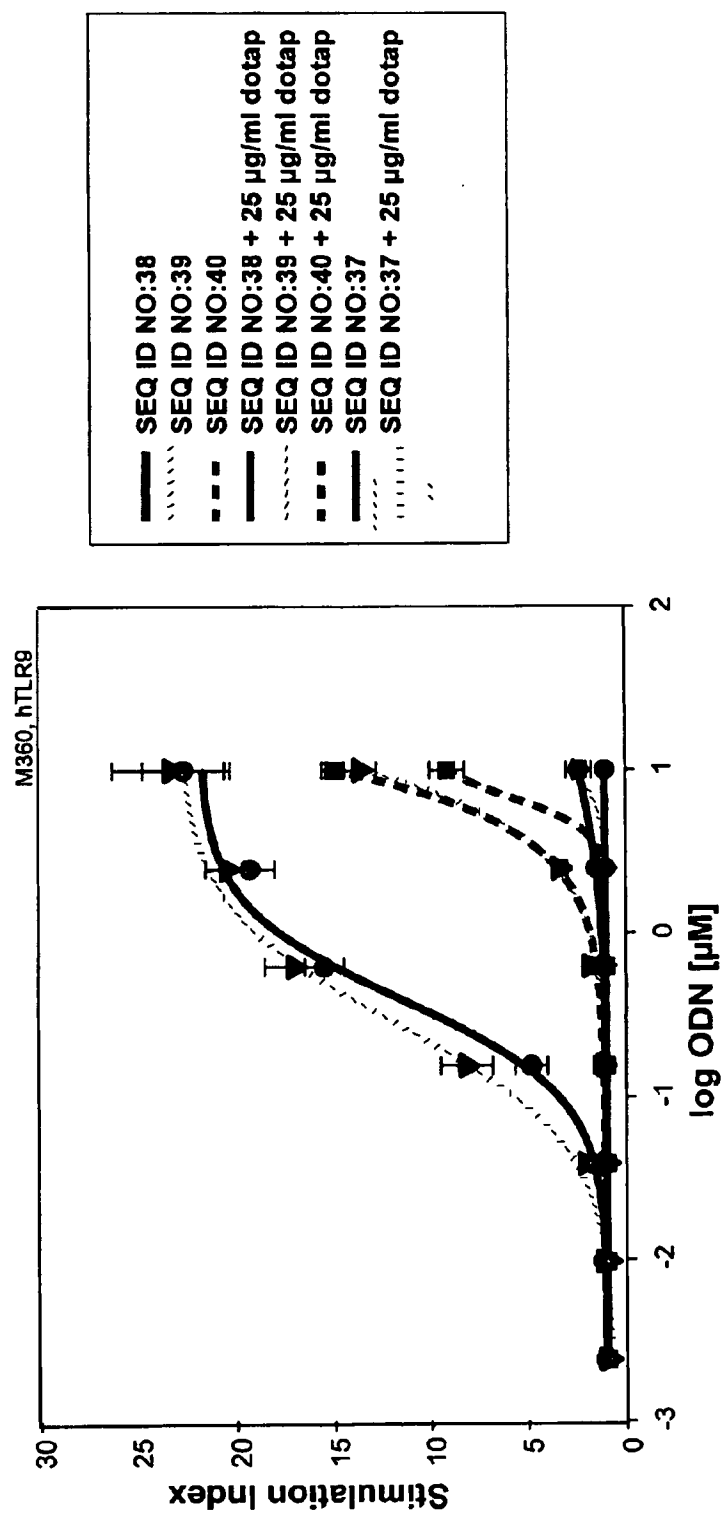 M360, hTLR9
Stimulation Index
30
25
20
15
10
5
0
-3
-2
-1
0
1
2
log ODN [µM]
SEQ ID NO:38
SEQ ID NO:39
SEQ ID NO:40
SEQ ID NO:38 + 25 µg/ml dotap
SEQ ID NO:39 + 25 µg/ml dotap
SEQ ID NO:40 + 25 µg/ml dotap
SEQ ID NO:37
SEQ ID NO:37 + 25 µg/ml dotap